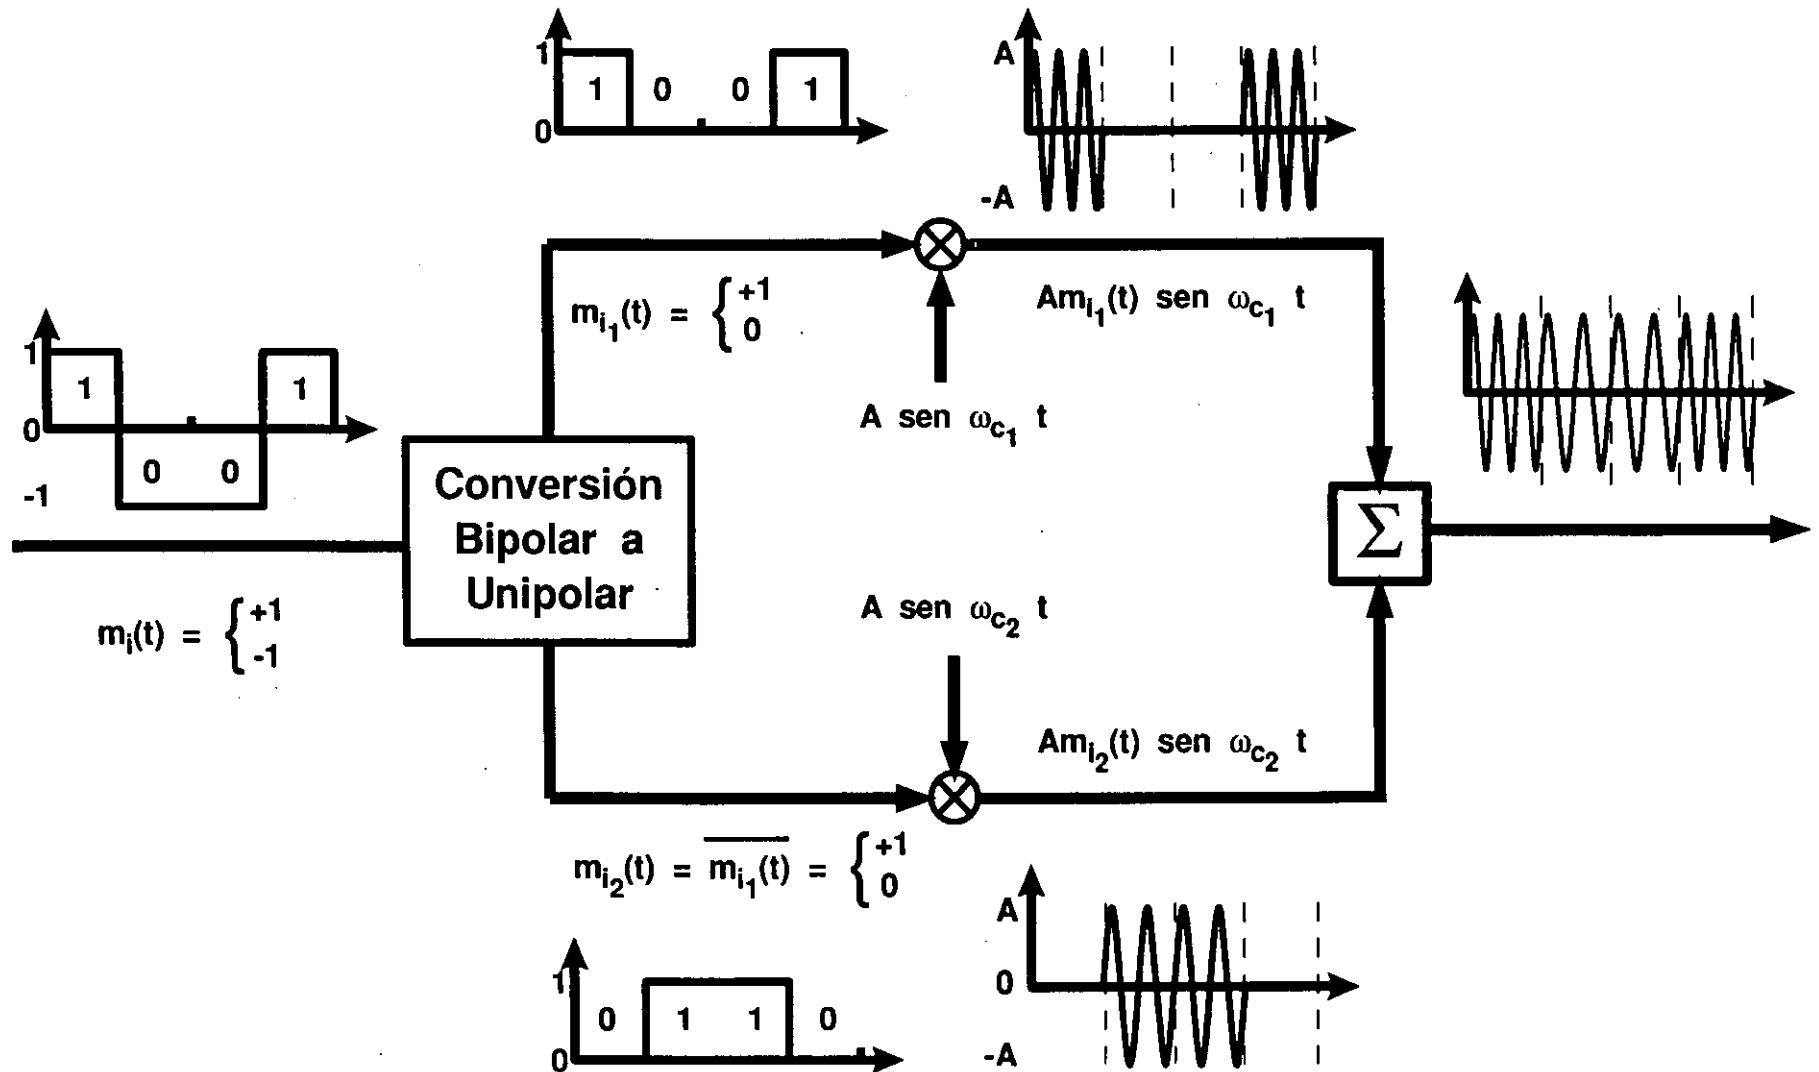 1
0
1 0 0 1
A
-A
m_{i_1}(t) = { +1
0
Am_{i_1}(t) sen ω_{c_1} t
1
0
-1
1
0 0
1
A sen ω_{c_1} t
Conversión
Bipolar a
Unipolar
Σ
m_i(t) = { +1
-1
A sen ω_{c_2} t
Am_{i_2}(t) sen ω_{c_2} t
m_{i_2}(t) = \overline{m_{i_1}(t)} = { +1
0
A
0
-A
1
0
0 1 1 0